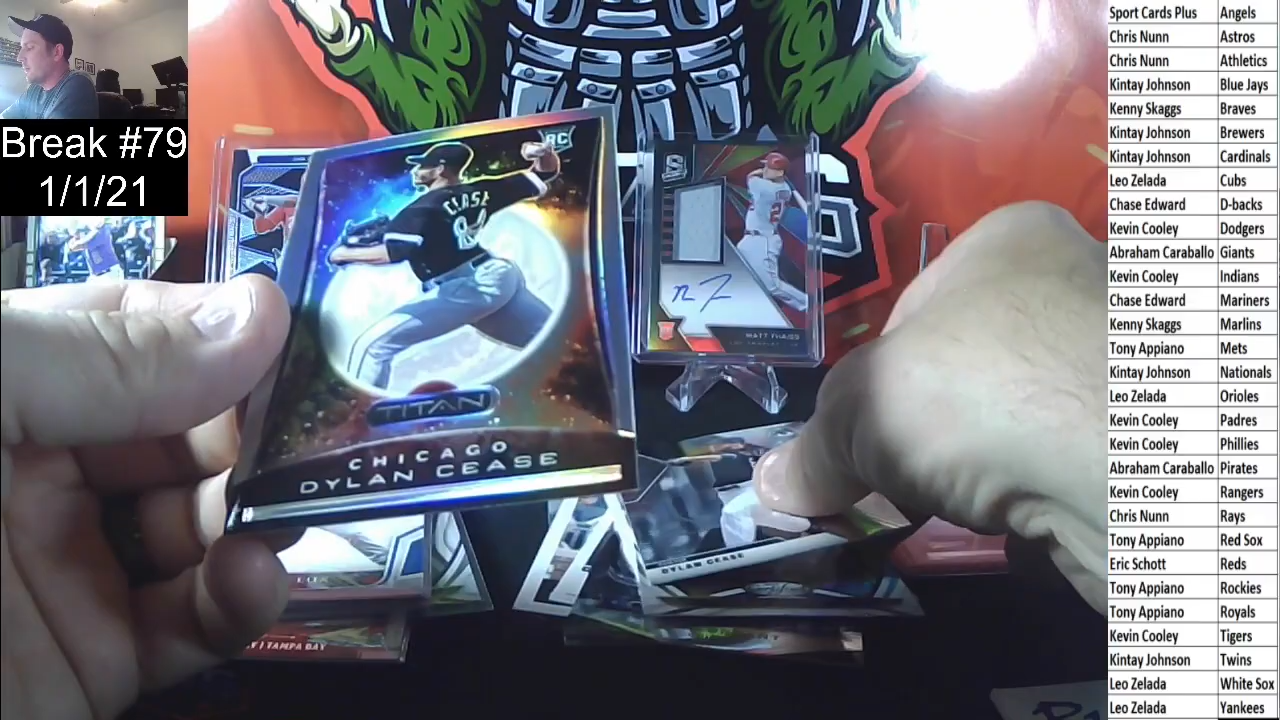 Break #79
1/1/21
RC
CEASE
84
TITAN
CHICAGO
DYLAN CEASE
MATT THAISS
DYLAN CEASE
TAMPA BAY
Sport Cards Plus Angels
Chris Nunn Astros
Chris Nunn Athletics
Kintay Johnson Blue Jays
Kenny Skaggs Braves
Kintay Johnson Brewers
Kintay Johnson Cardinals
Leo Zelada Cubs
Chase Edward D-backs
Kevin Cooley Dodgers
Abraham Caraballo Giants
Kevin Cooley Indians
Chase Edward Mariners
Kenny Skaggs Marlins
Tony Appiano Mets
Kintay Johnson Nationals
Leo Zelada Orioles
Kevin Cooley Padres
Kevin Cooley Phillies
Abraham Caraballo Pirates
Kevin Cooley Rangers
Chris Nunn Rays
Tony Appiano Red Sox
Eric Schott Reds
Tony Appiano Rockies
Tony Appiano Royals
Kevin Cooley Tigers
Kintay Johnson Twins
Leo Zelada White Sox
Leo Zelada Yankees